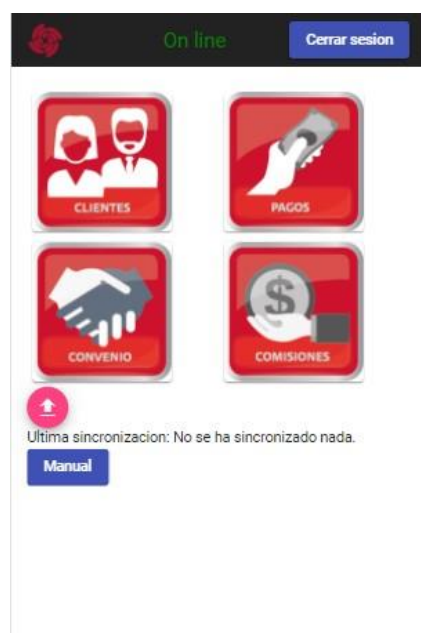 On line
Cerrar sesion
CLIENTES
PAGOS
CONVENIO
COMISIONES
Ultima sincronizacion: No se ha sincronizado nada.
Manual